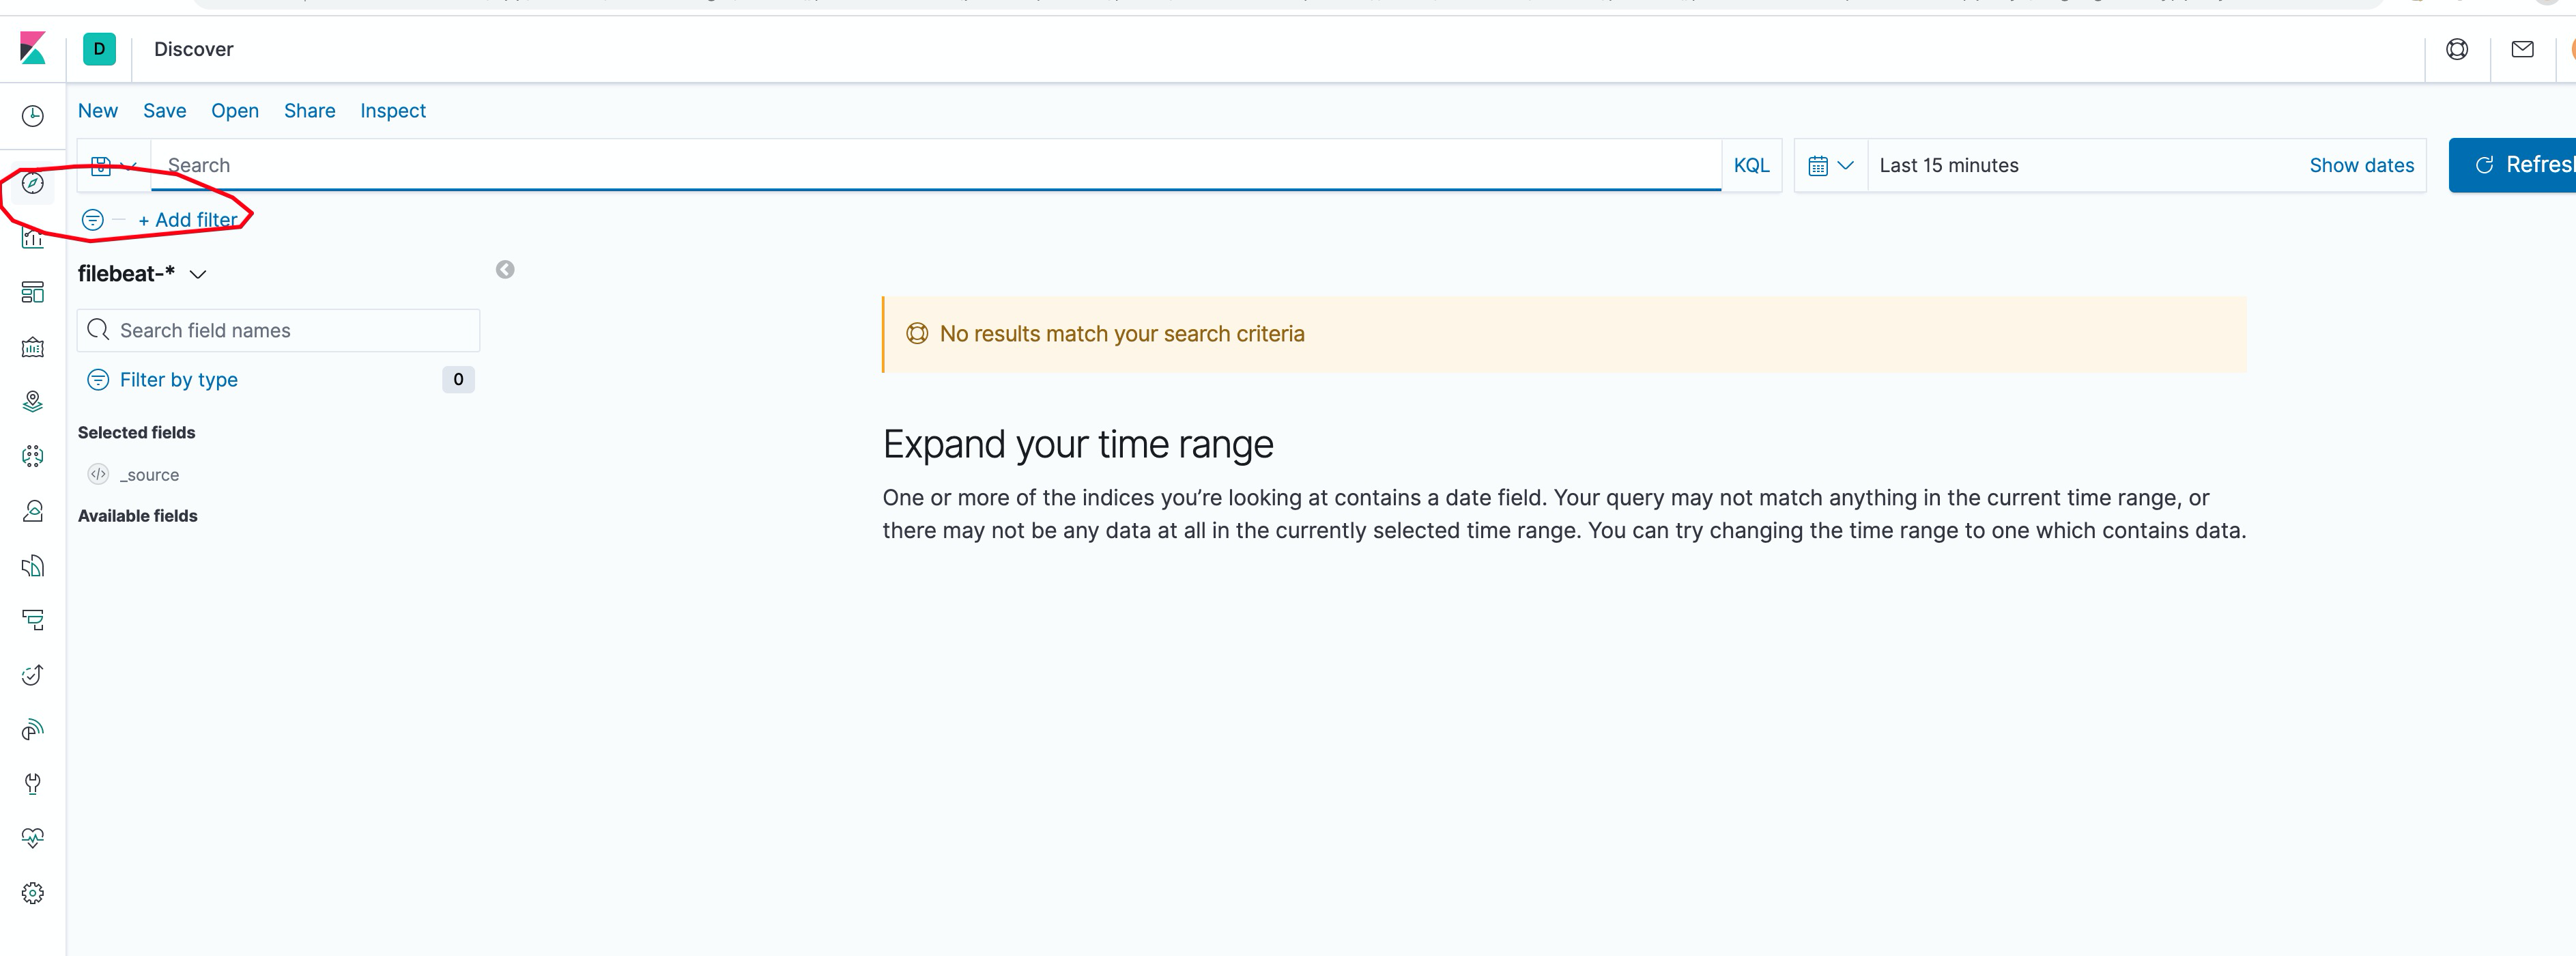 D Discover
New Save Open Share Inspect
Search KQL Last 15 minutes Show dates
+ Add filter
filebeat-*
Search field names
Filter by type 0
Selected fields
_source
Available fields
No results match your search criteria
Expand your time range
One or more of the indices you’re looking at contains a date field. Your query may not match anything in the current time range, or
there may not be any data at all in the currently selected time range. You can try changing the time range to one which contains data.